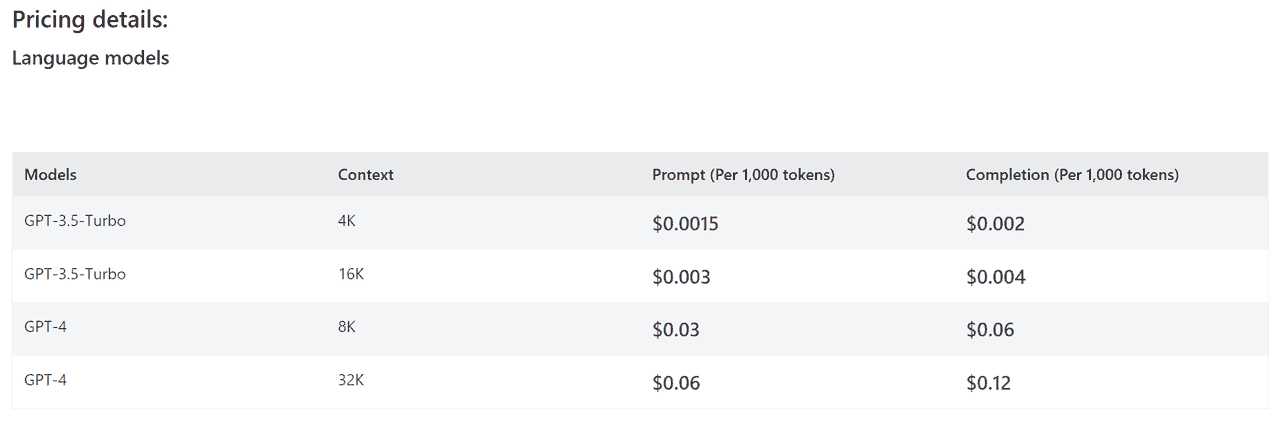 Pricing details:
Language models
Models Context Prompt (Per 1,000 tokens) Completion (Per 1,000 tokens)
GPT-3.5-Turbo 4K $0.0015 $0.002
GPT-3.5-Turbo 16K $0.003 $0.004
GPT-4 8K $0.03 $0.06
GPT-4 32K $0.06 $0.12